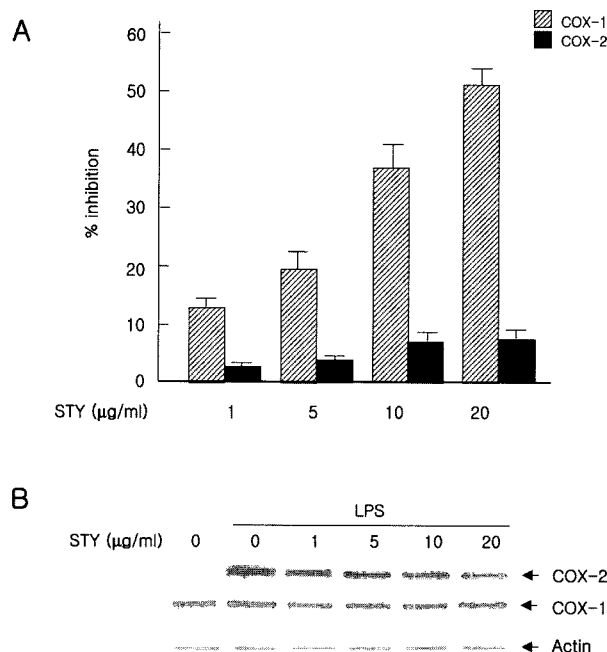 A
COX-1
COX-2
60
50
40
30
20
10
0
% inhibition
STY (μg/ml) 1 5 10 20
B
LPS
STY (μg/ml) 0 0 1 5 10 20
COX-2
COX-1
Actin